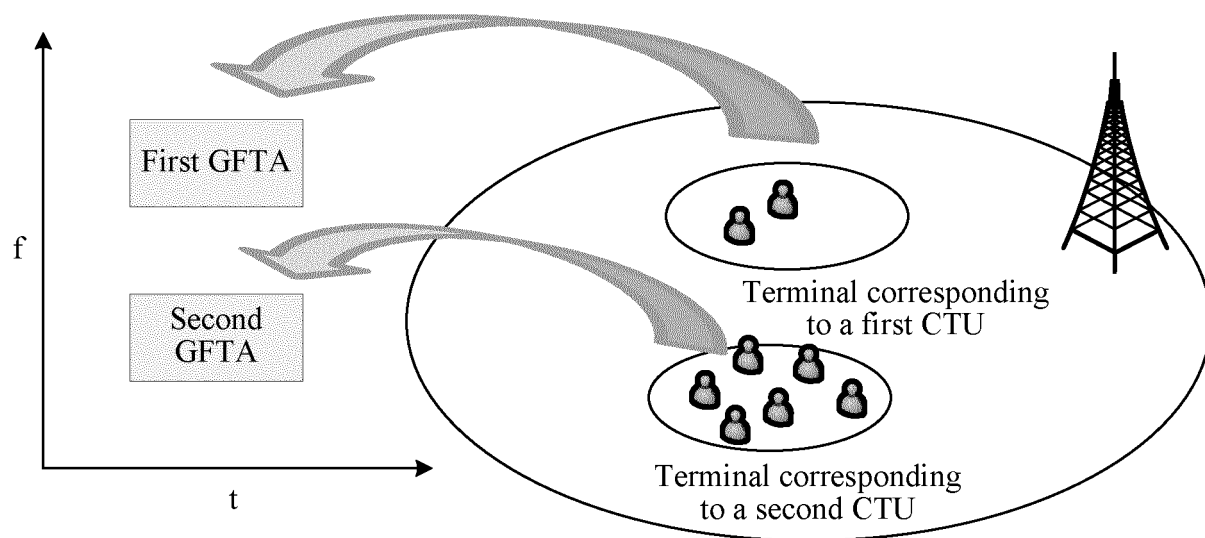 First GFTA
f
Second
GFTA
t
Terminal corresponding
to a first CTU
Terminal corresponding
to a second CTU